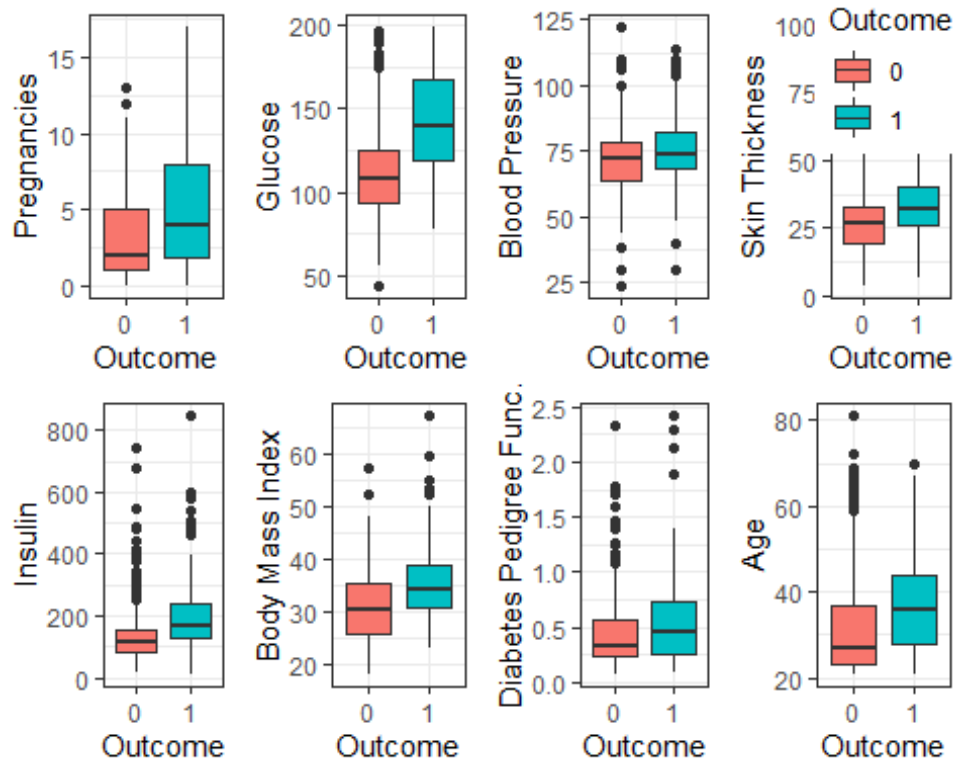 Pregnancies
15
10
5
0
0 1
Outcome
Glucose
200
150
100
50
0 1
Outcome
Blood Pressure
125
100
75
50
25
0 1
Outcome
Skin Thickness
100
75
50
25
0
0 1
Outcome
Outcome
0
1
Insulin
800
600
400
200
0
0 1
Outcome
Body Mass Index
60
50
40
30
20
0 1
Outcome
Diabetes Pedigree Func.
2.5
2.0
1.5
1.0
0.5
0.0
0 1
Outcome
Age
80
60
40
20
0 1
Outcome